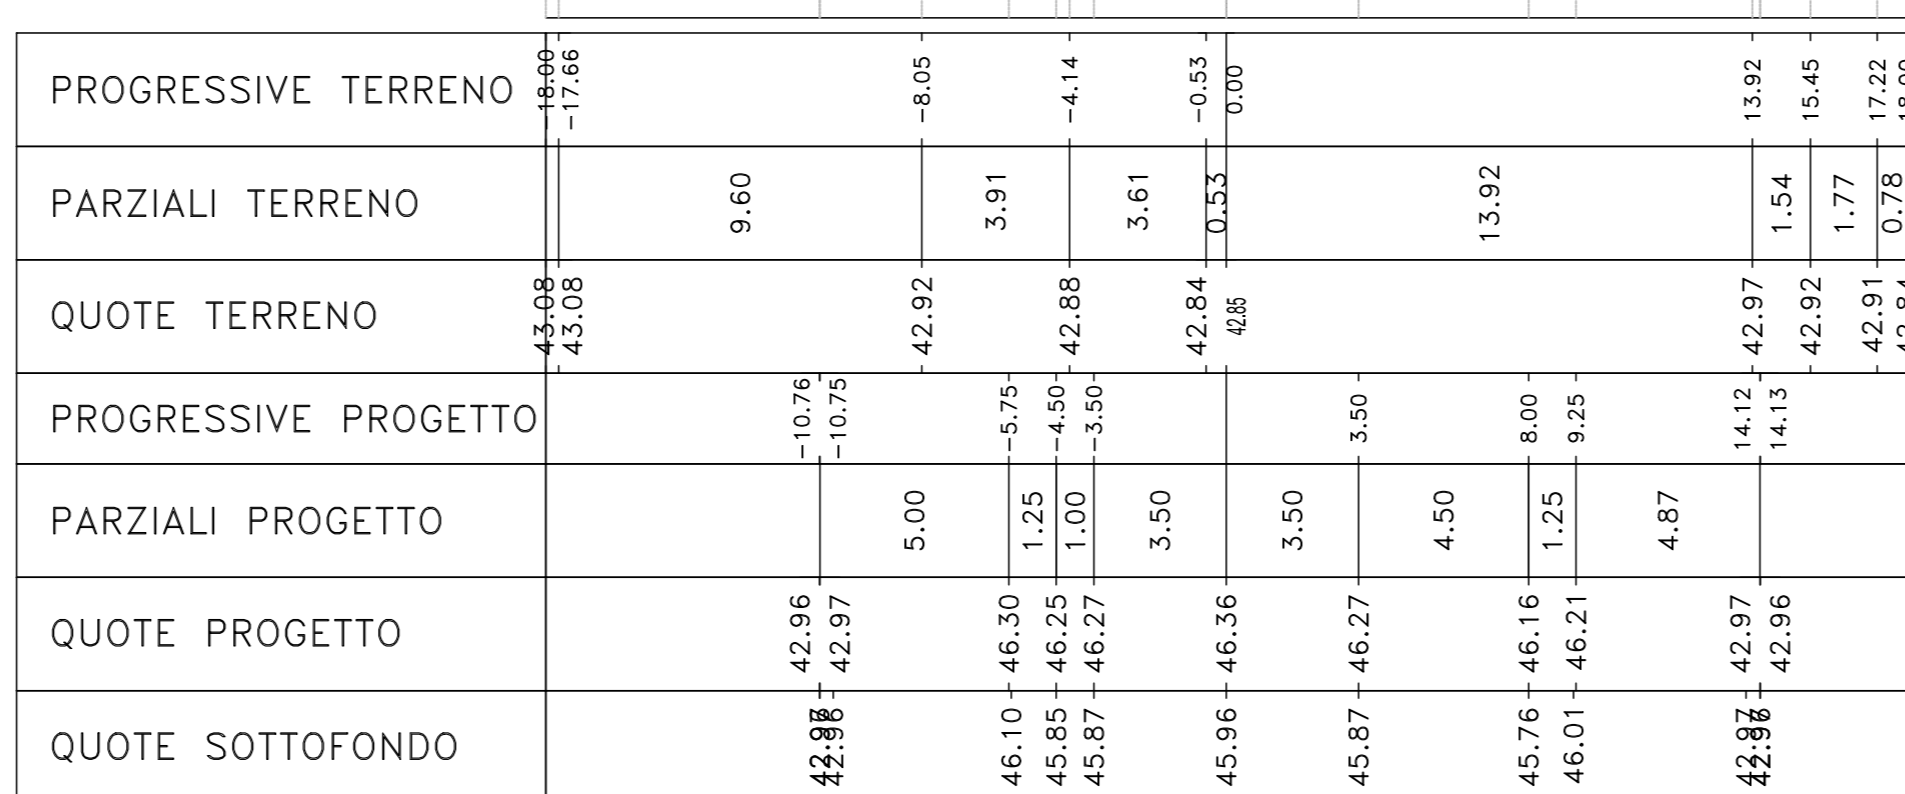 PROGRESSIVE TERRENO -18.00 -17.66 -8.05 -4.14 -0.53 0.00 13.92 15.45 17.22
PARZIALI TERRENO 9.60 3.91 3.61 0.53 13.92 1.54 1.77 0.78
QUOTE TERRENO 43.08 43.08 42.92 42.88 42.84 42.85 42.97 42.92 42.91
PROGRESSIVE PROGETTO -10.76 -10.75 -5.75 -4.50 -3.50 3.50 8.00 9.25 14.12 14.13
PARZIALI PROGETTO 5.00 1.25 1.00 3.50 3.50 4.50 1.25 4.87
QUOTE PROGETTO 42.96 42.97 46.30 46.25 46.27 46.36 46.27 46.16 46.21 42.97 42.96
QUOTE SOTTOFONDO 46.10 45.85 45.87 45.96 45.87 45.76 46.01